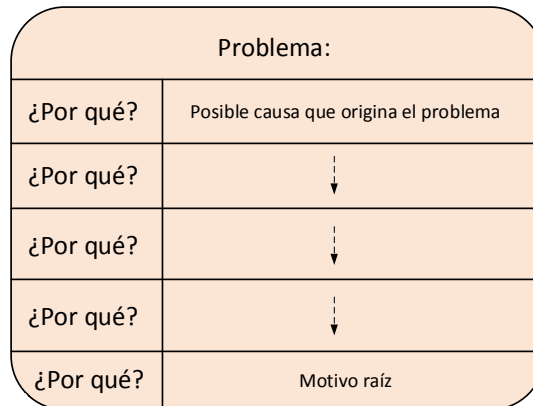 Problema:
¿Por qué? Posible causa que origina el problema
¿Por qué?
¿Por qué?
¿Por qué?
¿Por qué? Motivo raíz